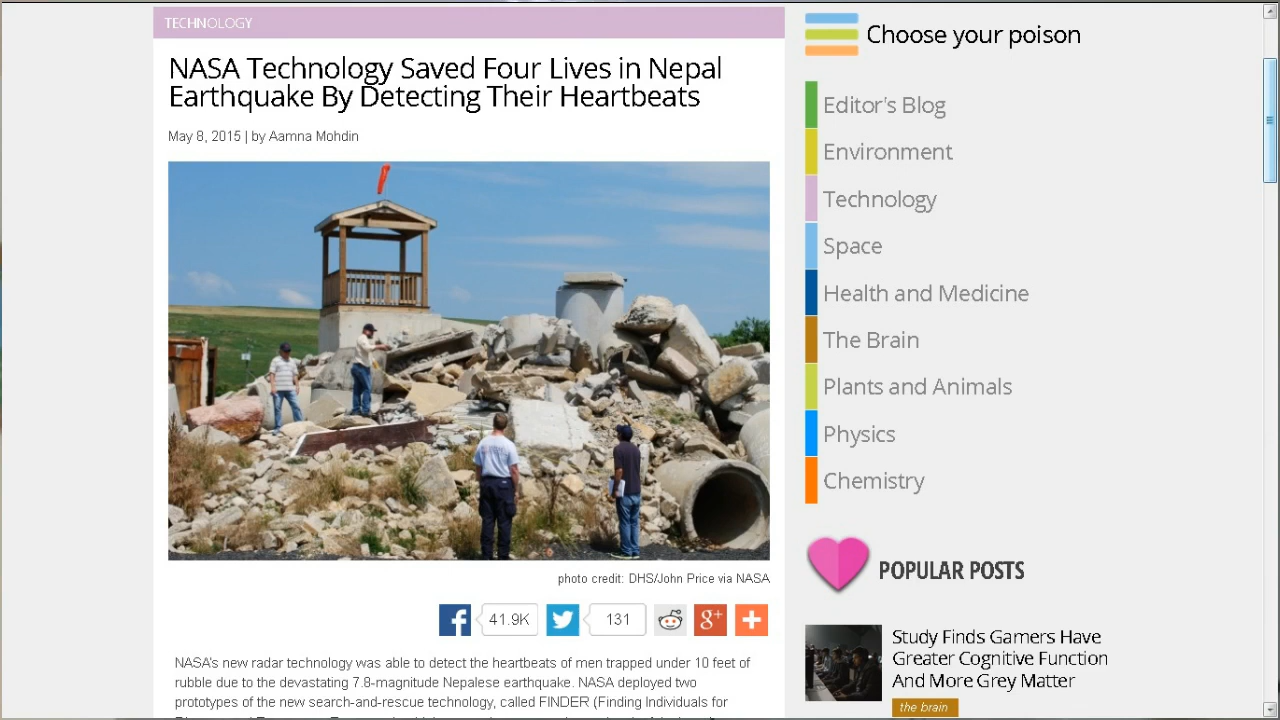 TECHNOLOGY
NASA Technology Saved Four Lives in Nepal
Earthquake By Detecting Their Heartbeats
May 8, 2015 | by Aamna Mohdin
photo credit: DHS/John Price via NASA
41.9K
131
g+
NASA's new radar technology was able to detect the heartbeats of men trapped under 10 feet of
rubble due to the devastating 7.8-magnitude Nepalese earthquake. NASA deployed two
prototypes of the new search-and-rescue technology, called FINDER (Finding Individuals for
Choose your poison
Editor's Blog
Environment
Technology
Space
Health and Medicine
The Brain
Plants and Animals
Physics
Chemistry
POPULAR POSTS
Study Finds Gamers Have
Greater Cognitive Function
And More Grey Matter
the brain